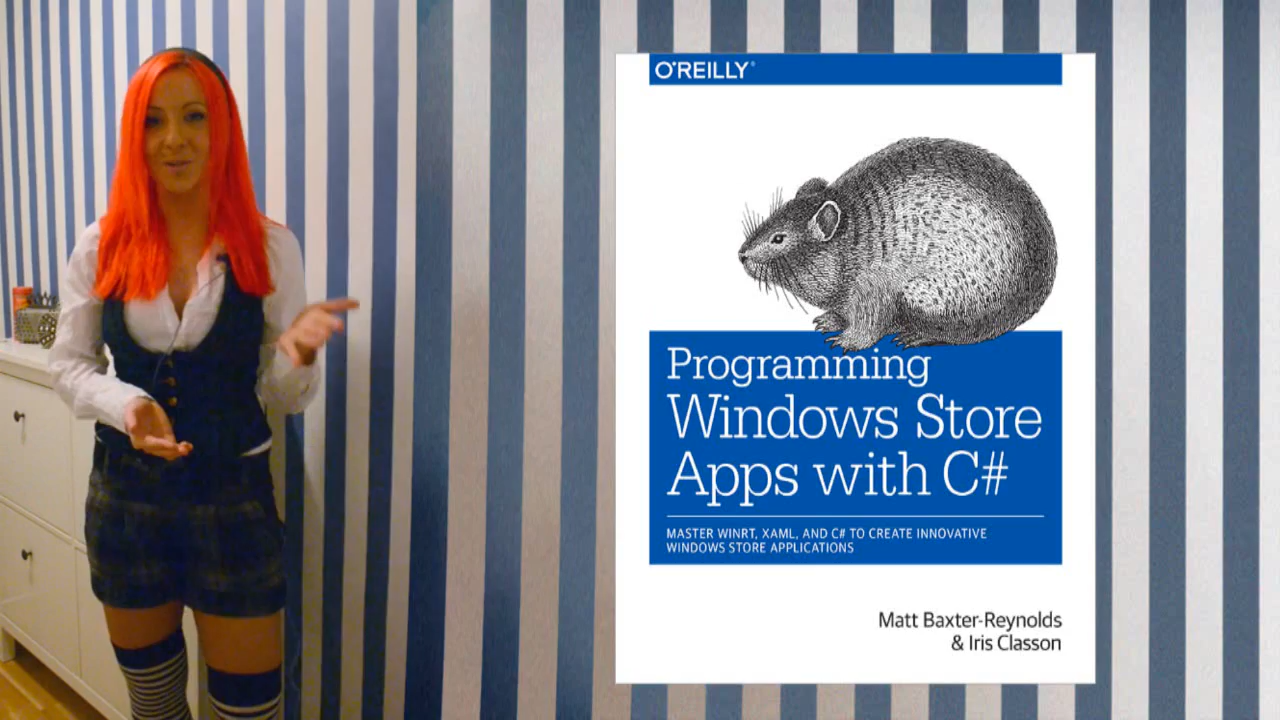 O'REILLY®
Programming
Windows Store
Apps with C#
MASTER WINRT, XAML, AND C# TO CREATE INNOVATIVE
WINDOWS STORE APPLICATIONS
Matt Baxter-Reynolds
& Iris Classon